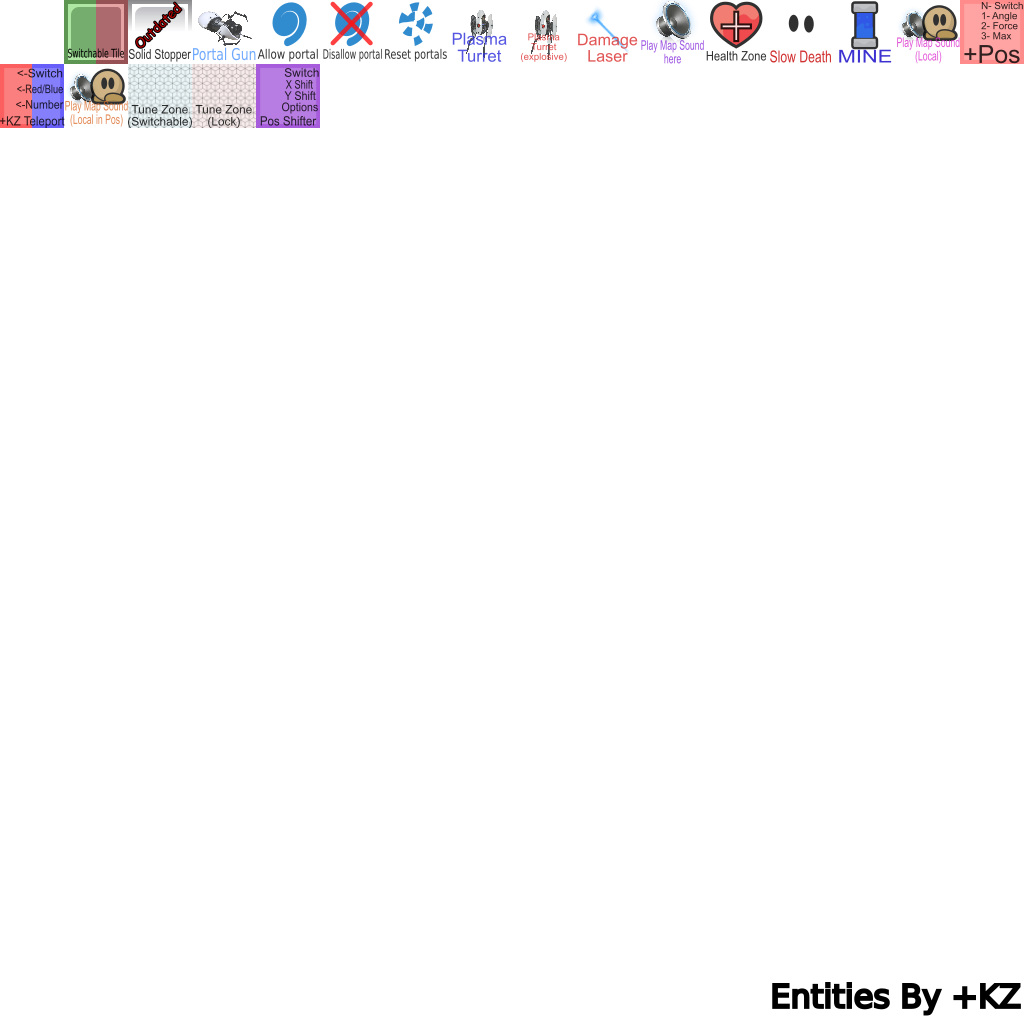 Switchable Tile
Outdated
Solid Stopper
Portal Gun
Allow portal
Disallow portal
Reset portals
Plasma
Turret
Plasma
Turret
(explosive)
Damage
Laser
Play Map Sound
here
Health Zone
Slow Death
MINE
Play Map Sound
(Local)
N- Switch
1- Angle
2- Force
3- Max
+Pos
<-Switch
<-Red/Blue
<-Number
+KZ Teleport
Play Map Sound
(Local in Pos)
Tune Zone
(Switchable)
Tune Zone
(Lock)
Switch
X Shift
Y Shift
Options
Pos Shifter
Entities By +KZ